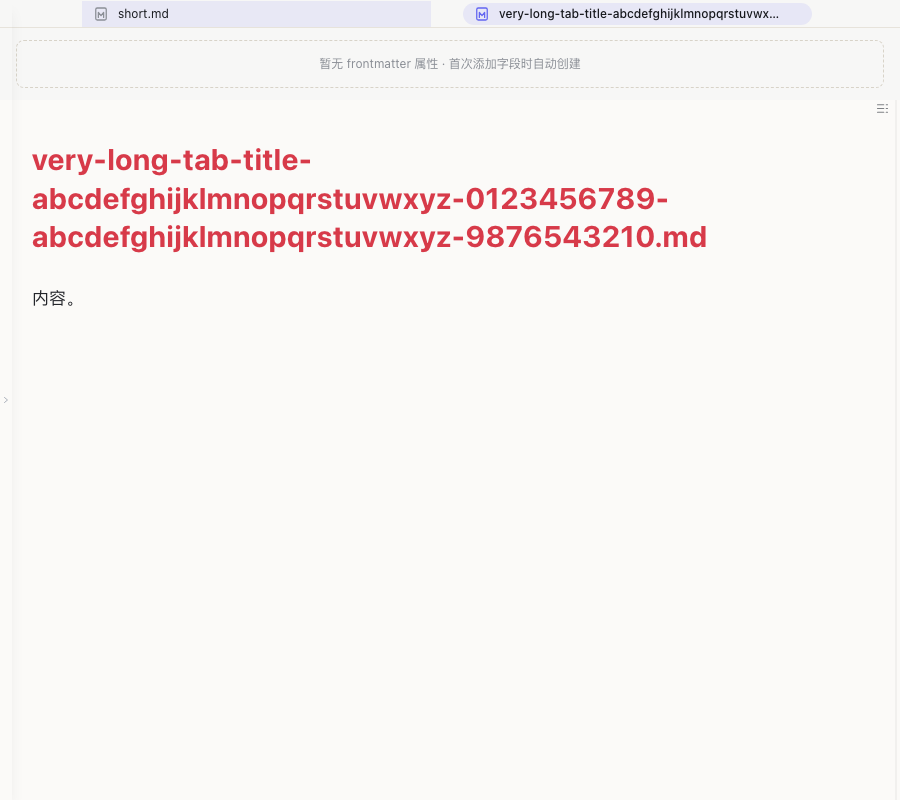 short.md
very-long-tab-title-abcdefghijklmnopqrstuvwx...
暂无 frontmatter 属性 · 首次添加字段时自动创建
very-long-tab-title-
abcdefghijklmnopqrstuvwxyz-0123456789-
abcdefghijklmnopqrstuvwxyz-9876543210.md
内容。